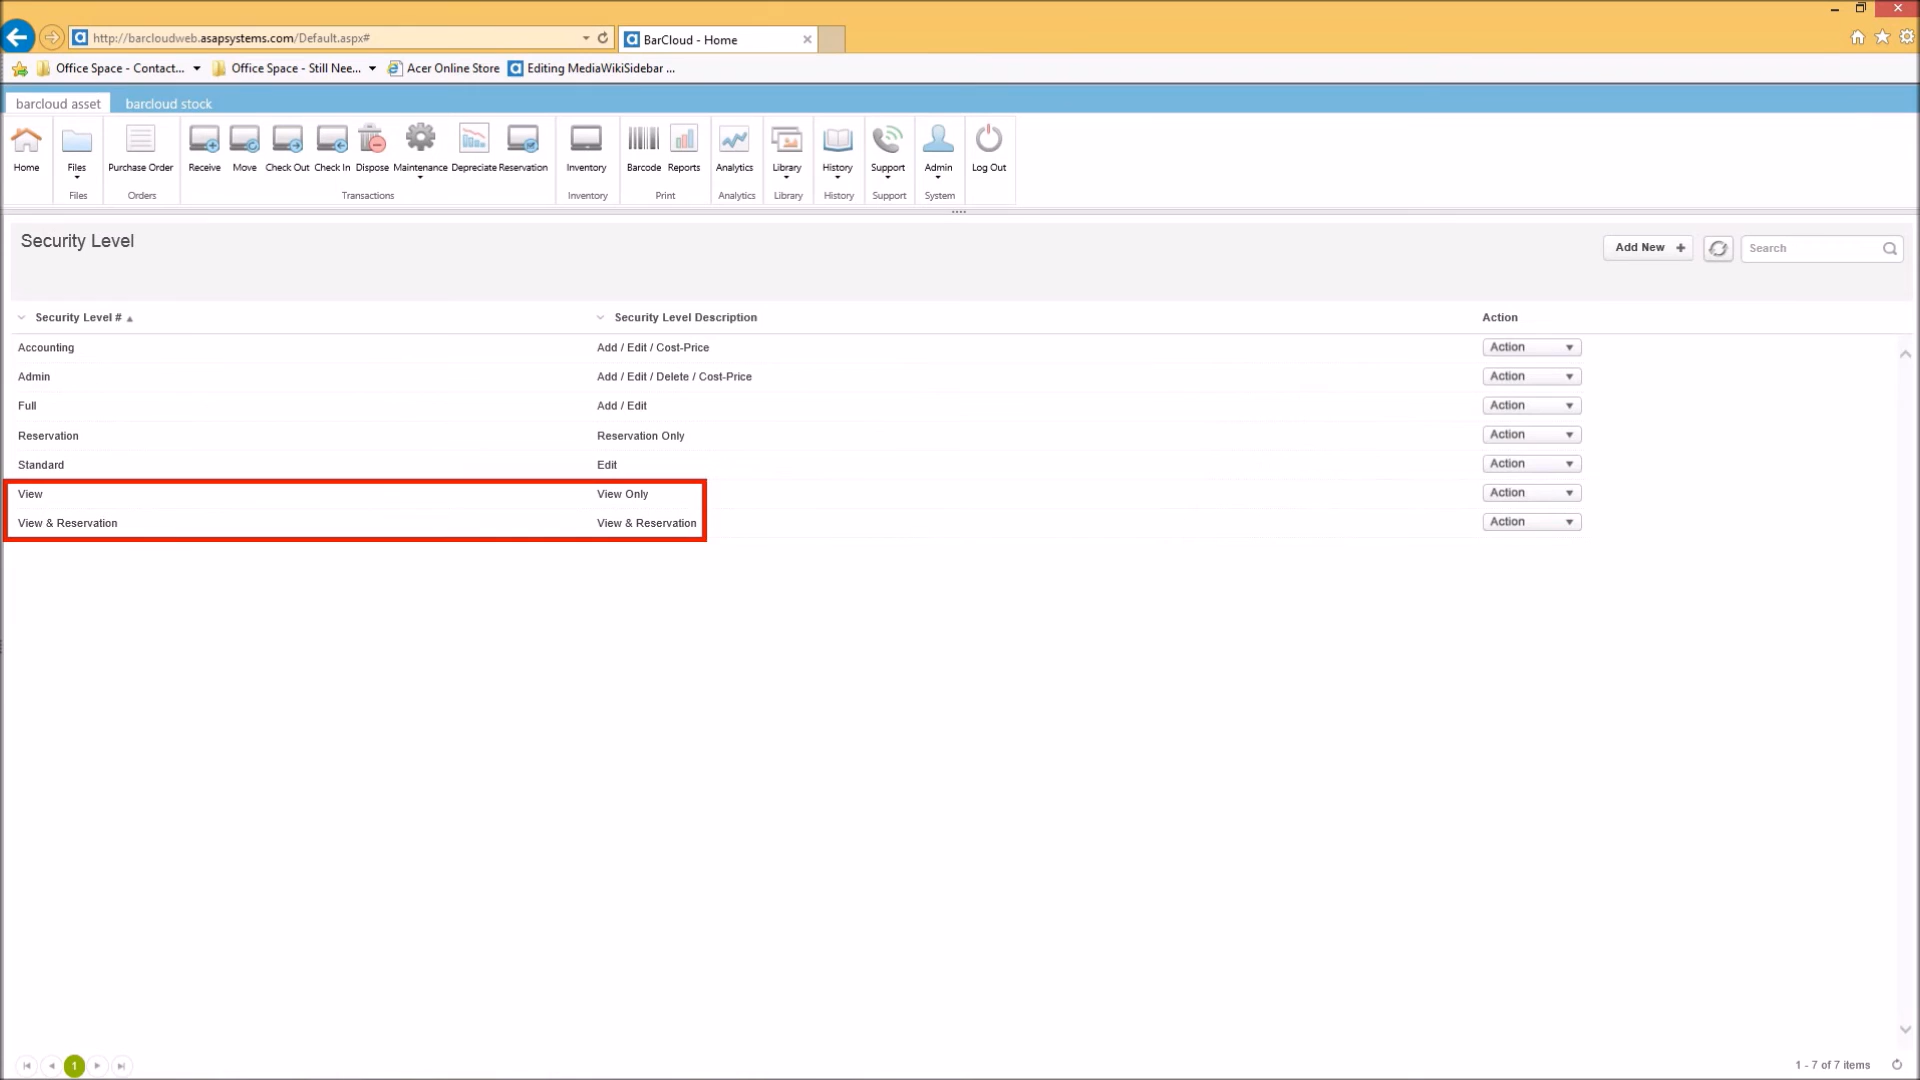 http://barcloudweb.asapsystems.com/Default.aspx#
BarCloud - Home
Office Space - Contact...
Office Space - Still Nee...
Acer Online Store
Editing MediaWikiSidebar ...
barcloud asset
barcloud stock
Home
Files
Purchase Order
Receive
Move
Check Out
Check In
Dispose
Maintenance
Depreciate
Reservation
Inventory
Barcode
Reports
Analytics
Library
History
Support
Admin
Log Out
Files
Orders
Transactions
Inventory
Print
Analytics
Library
History
Support
System
Security Level
Add New +
Search
Security Level #
Security Level Description
Action
Accounting
Add / Edit / Cost-Price
Action
Admin
Add / Edit / Delete / Cost-Price
Action
Full
Add / Edit
Action
Reservation
Reservation Only
Action
Standard
Edit
Action
View
View Only
Action
View & Reservation
View & Reservation
Action
1
1 - 7 of 7 items